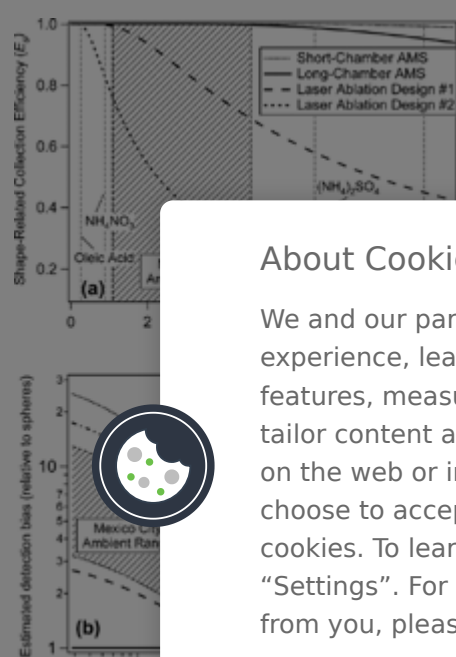 Shape-Related Collection Efficiency (Es)
1.0
0.8
0.6
0.4
0.2
0
2
Short-Chamber AMS
Long-Chamber AMS
Laser Ablation Design #1
Laser Ablation Design #2
(NH4)2SO4
NH4NO3
Oleic Acid
(a)
About Cooki
We and our par
experience, lea
features, measu
tailor content a
on the web or i
choose to accep
cookies. To lear
“Settings”. For
from you, pleas
Estimated detection bias (relative to spheres)
3
2
10
7
6
5
4
3
2
1
Mexico City
Ambient Ran
(b)